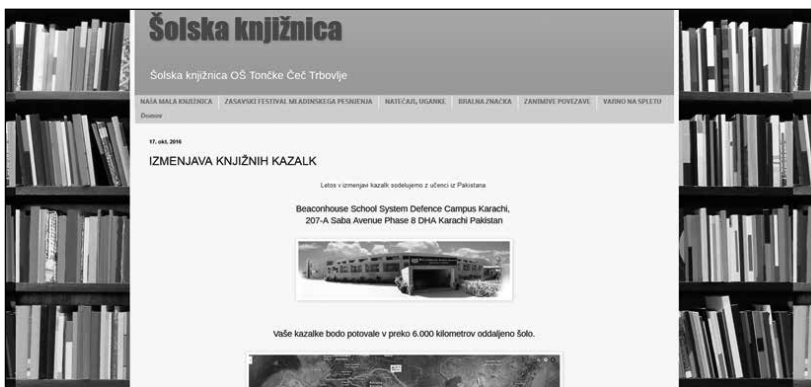 Šolska knjižnica
Šolska knjižnica OŠ Tončke Čeč Trbovlje
NAŠA MALA KNJIŽNICA ZASAVSKI FESTIVAL MLADINSKEGA PESNJENJA NATEČAJI, UGANKE BRALNA ZNAČKA ZANIMIVE POVEZAVE VARNO NA SPLETU
Domov
17. okt. 2016
IZMENJAVA KNJIŽNIH KAZALK
Letos v izmenjavi kazalk sodelujemo z učenci iz Pakistana
Beaconhouse School System Defence Campus Karachi,
207-A Saba Avenue Phase 8 DHA Karachi Pakistan
Vaše kazalke bodo potovale v preko 6.000 kilometrov oddaljeno šolo.